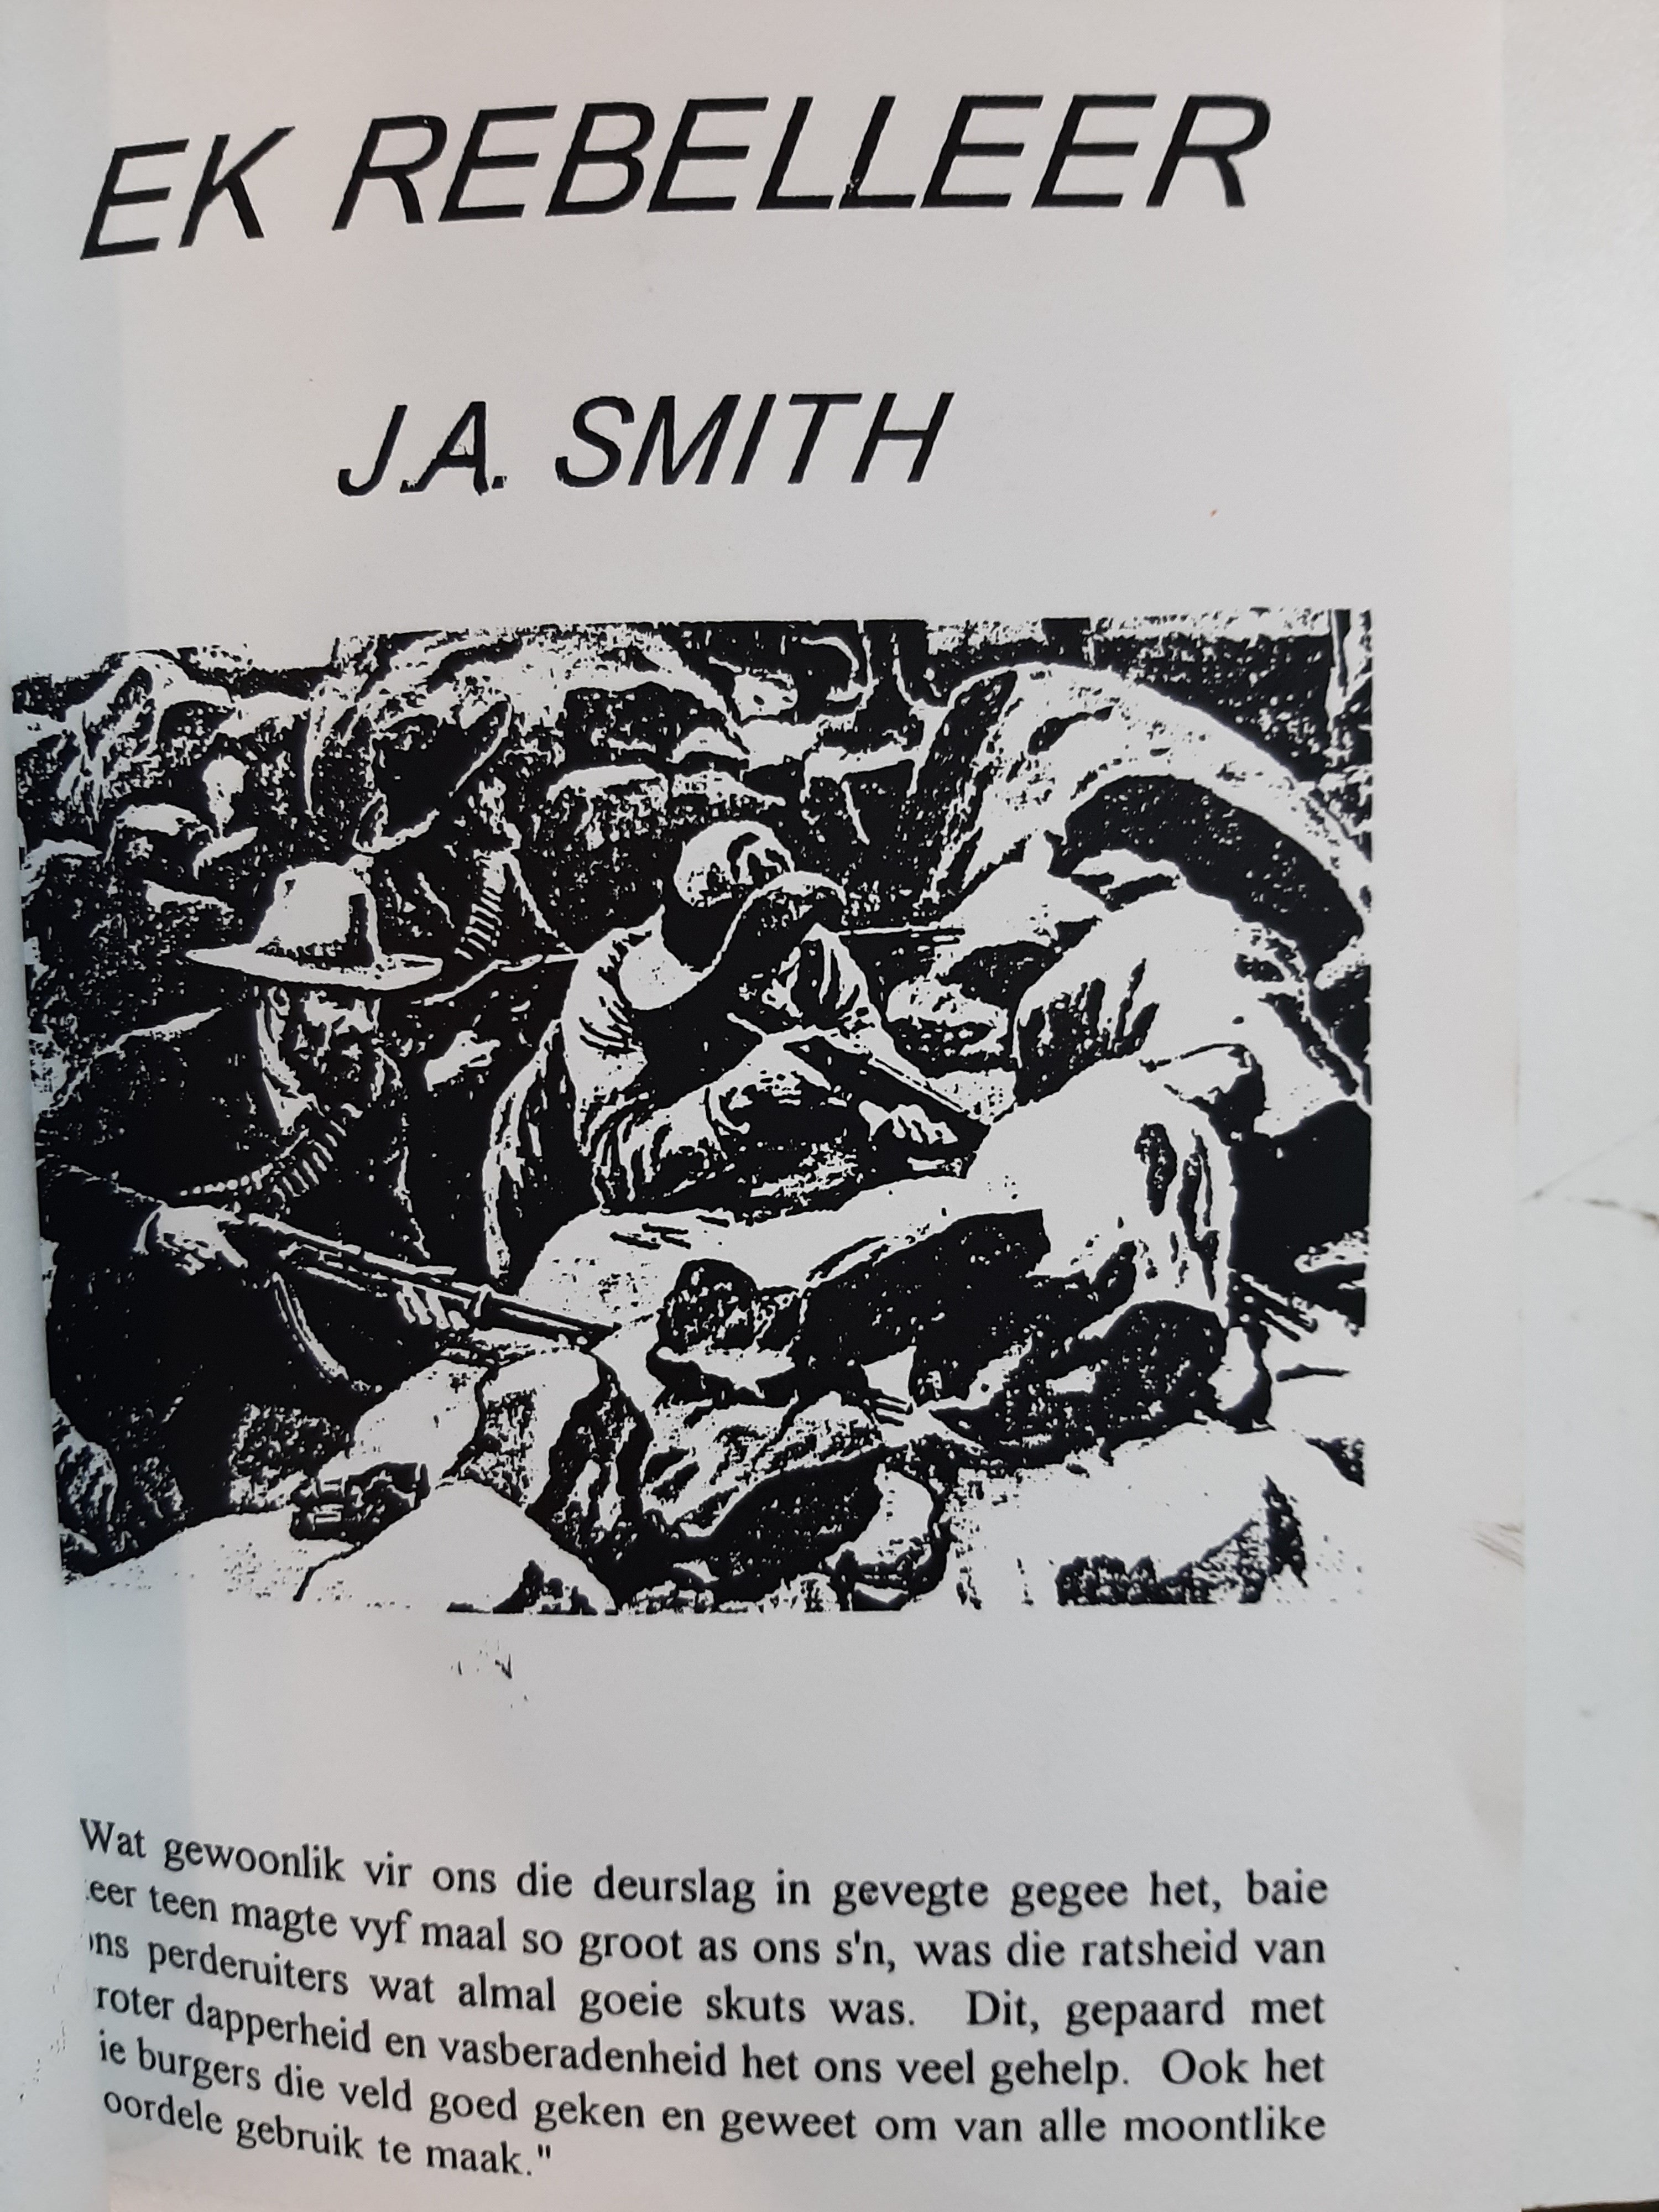 EK REBELLEER
J.A. SMITH
Wat gewoonlik vir ons die deurslag in gevegte gegee het, baie
eer teen magte vyf maal so groot as ons s'n, was die ratsheid van
ons perderuiters wat almal goeie skuts was. Dit, gepaard met
roter dapperheid en vasberadenheid het ons veel gehelp. Ook het
ie burgers die veld goed geken en geweet om van alle moontlike
oordele gebruik te maak."